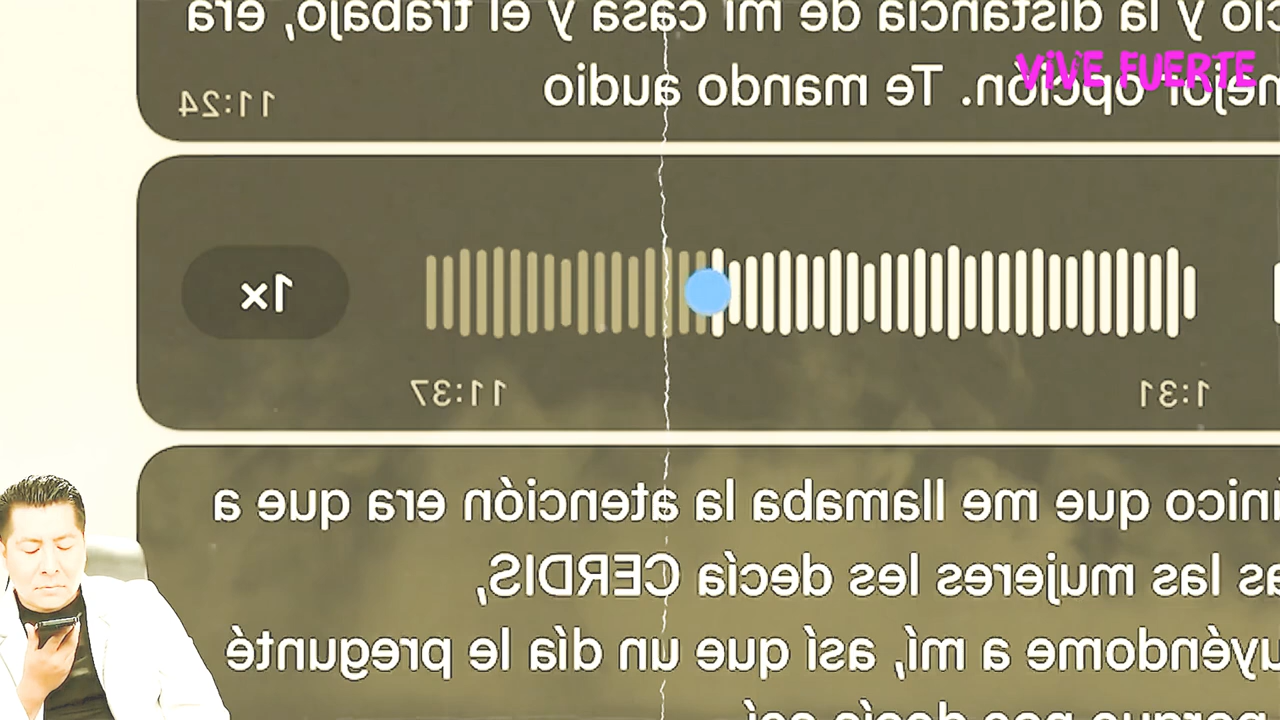 y la distancia de mi casa y el trabajo, era
VIVE FUERTE
opción. Te mando audio
11:24
1x
1:31
11:37
que me llamaba la atención era que a
las mujeres les decía CERDIS,
a mí, así que un día le pregunté